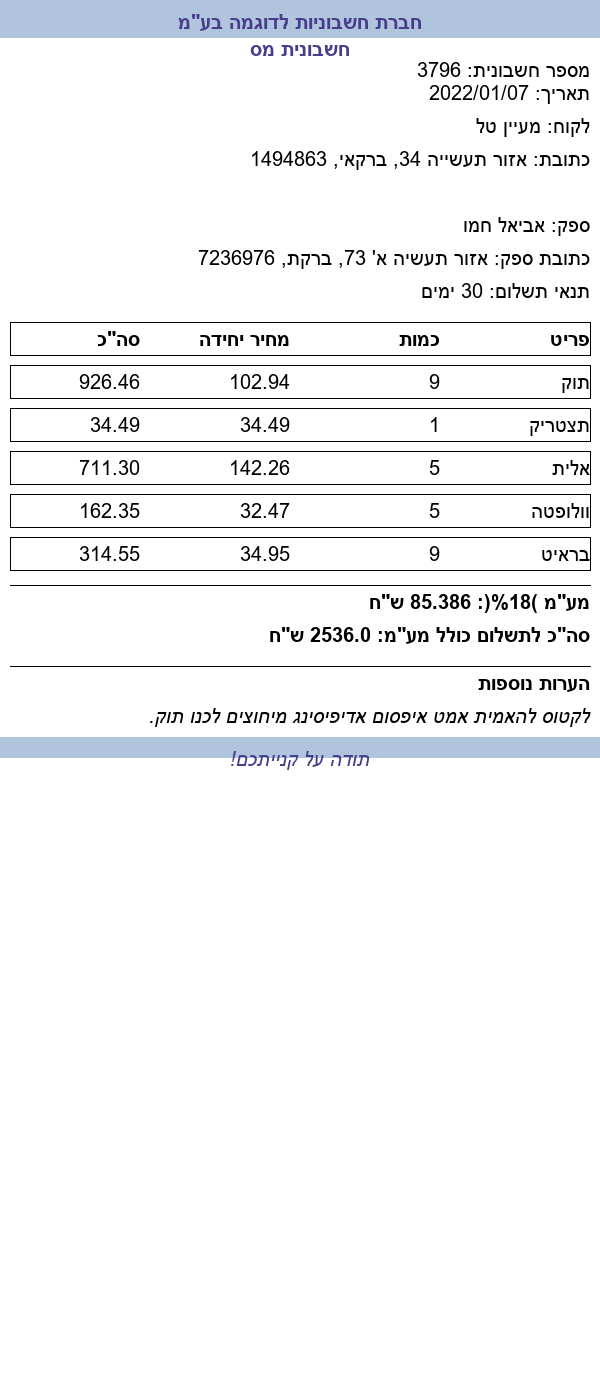 חברת חשבוניות לדוגמה בע"מ
חשבונית מס
מספר חשבונית: 3796
תאריך: 2022/01/07
לקוח: מעיין טל
כתובת: אזור תעשייה 34, ברקאי, 1494863
ספק: אביאל חמו
כתובת ספק: אזור תעשיה א' 73, ברקת, 7236976
תנאי תשלום: 30 ימים
פריט כמות מחיר יחידה סה"כ
תוק 9 102.94 926.46
תצטריק 1 34.49 34.49
אלית 5 142.26 711.30
וולופטה 5 32.47 162.35
בראיט 9 34.95 314.55
מע"מ )18%(: 85.386 ש"ח
סה"כ לתשלום כולל מע"מ: 2536.0 ש"ח
הערות נוספות
לקטוס להאמית אמט איפסום אדיפיסינג מיחוצים לכנו תוק.
תודה על קנייתכם!